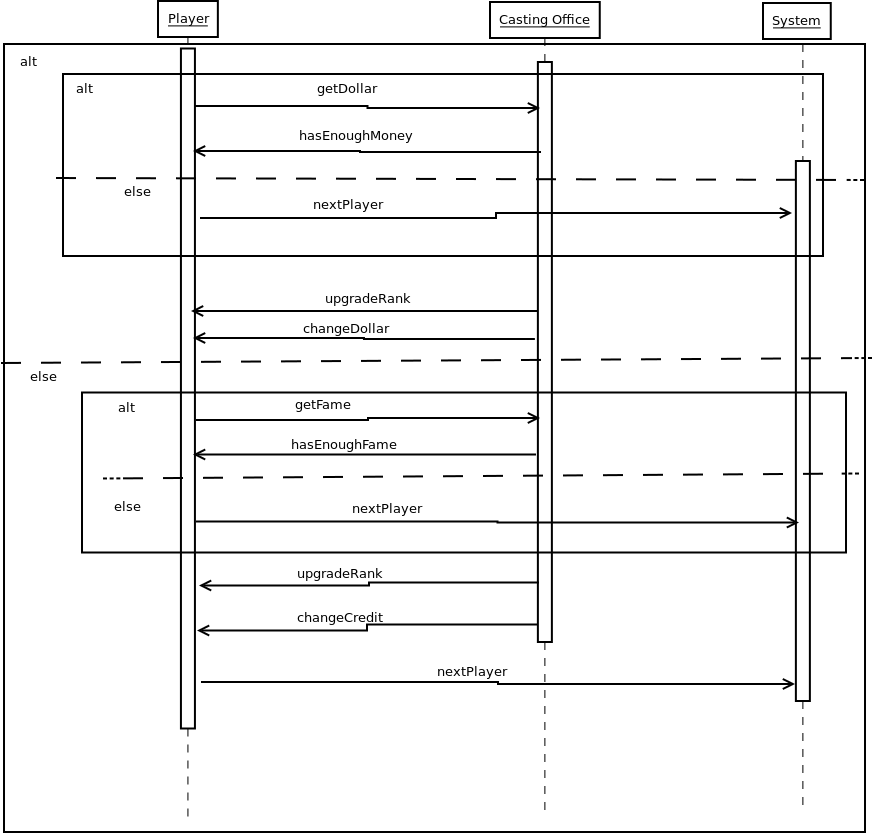 Player
Casting Office
System
alt
alt
getDollar
hasEnoughMoney
else
nextPlayer
upgradeRank
changeDollar
else
alt
getFame
hasEnoughFame
else
nextPlayer
upgradeRank
changeCredit
nextPlayer